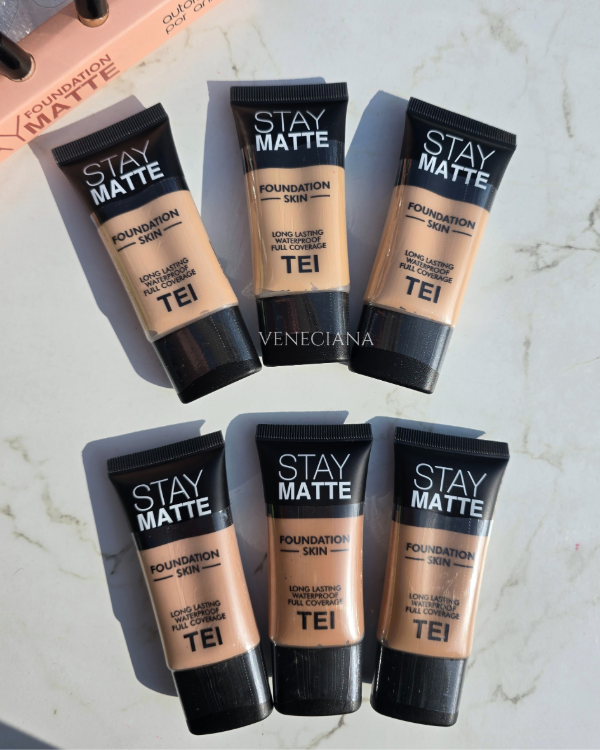 autor
por an
FOUNDATION
MATTE
STAY
MATTE
FOUNDATION
SKIN
LONG LASTING
WATERPROOF
FULL COVERAGE
TEI
STAY
MATTE
FOUNDATION
SKIN
LONG LASTING
WATERPROOF
FULL COVERAGE
TEI
STAY
MATTE
FOUNDATION
SKIN
LONG LASTING
WATERPROOF
FULL COVERAGE
TEI
VENECIANA
STAY
MATTE
FOUNDATION
SKIN
LONG LASTING
WATERPROOF
FULL COVERAGE
TEI
STAY
MATTE
FOUNDATION
SKIN
LONG LASTING
WATERPROOF
FULL COVERAGE
TEI
STAY
MATTE
FOUNDATION
SKIN
LONG LASTING
WATERPROOF
FULL COVERAGE
TEI